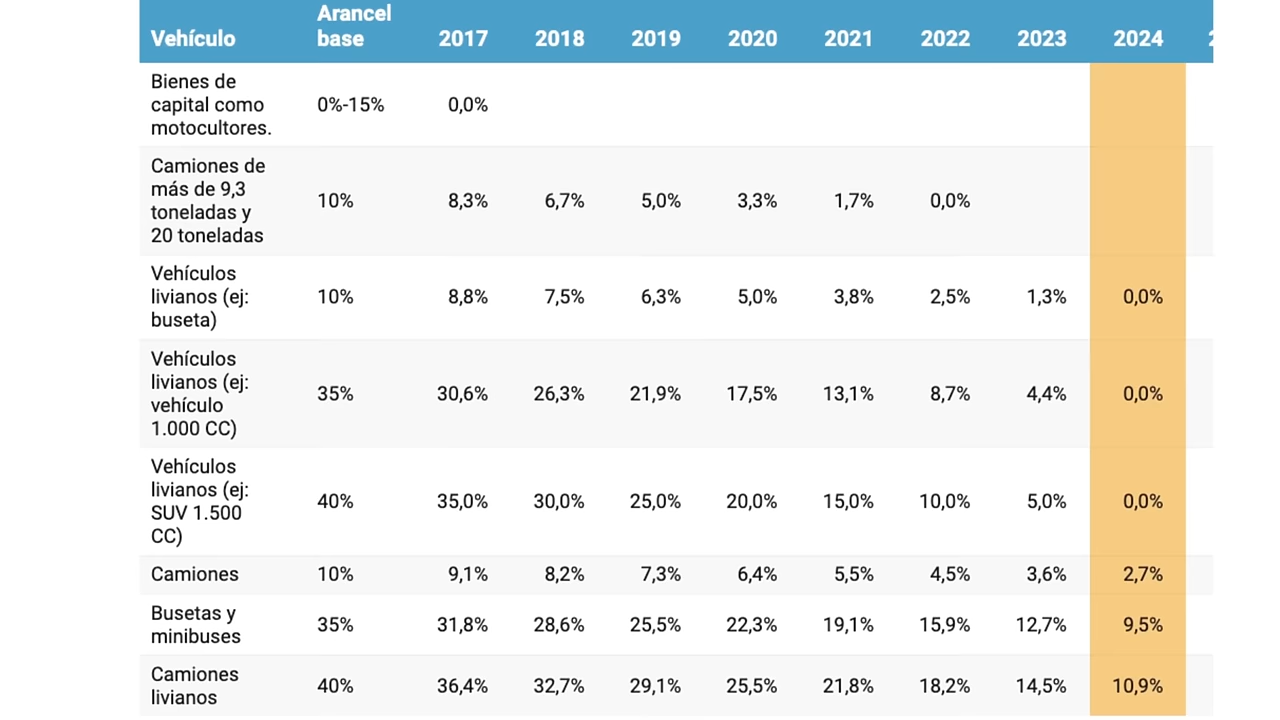 Vehículo Arancel base 2017 2018 2019 2020 2021 2022 2023 2024
Bienes de capital como motocultores. 0%-15% 0,0%
Camiones de más de 9,3 toneladas y 20 toneladas 10% 8,3% 6,7% 5,0% 3,3% 1,7% 0,0%
Vehículos livianos (ej: buseta) 10% 8,8% 7,5% 6,3% 5,0% 3,8% 2,5% 1,3% 0,0%
Vehículos livianos (ej: vehículo 1.000 CC) 35% 30,6% 26,3% 21,9% 17,5% 13,1% 8,7% 4,4% 0,0%
Vehículos livianos (ej: SUV 1.500 CC) 40% 35,0% 30,0% 25,0% 20,0% 15,0% 10,0% 5,0% 0,0%
Camiones 10% 9,1% 8,2% 7,3% 6,4% 5,5% 4,5% 3,6% 2,7%
Busetas y minibuses 35% 31,8% 28,6% 25,5% 22,3% 19,1% 15,9% 12,7% 9,5%
Camiones livianos 40% 36,4% 32,7% 29,1% 25,5% 21,8% 18,2% 14,5% 10,9%